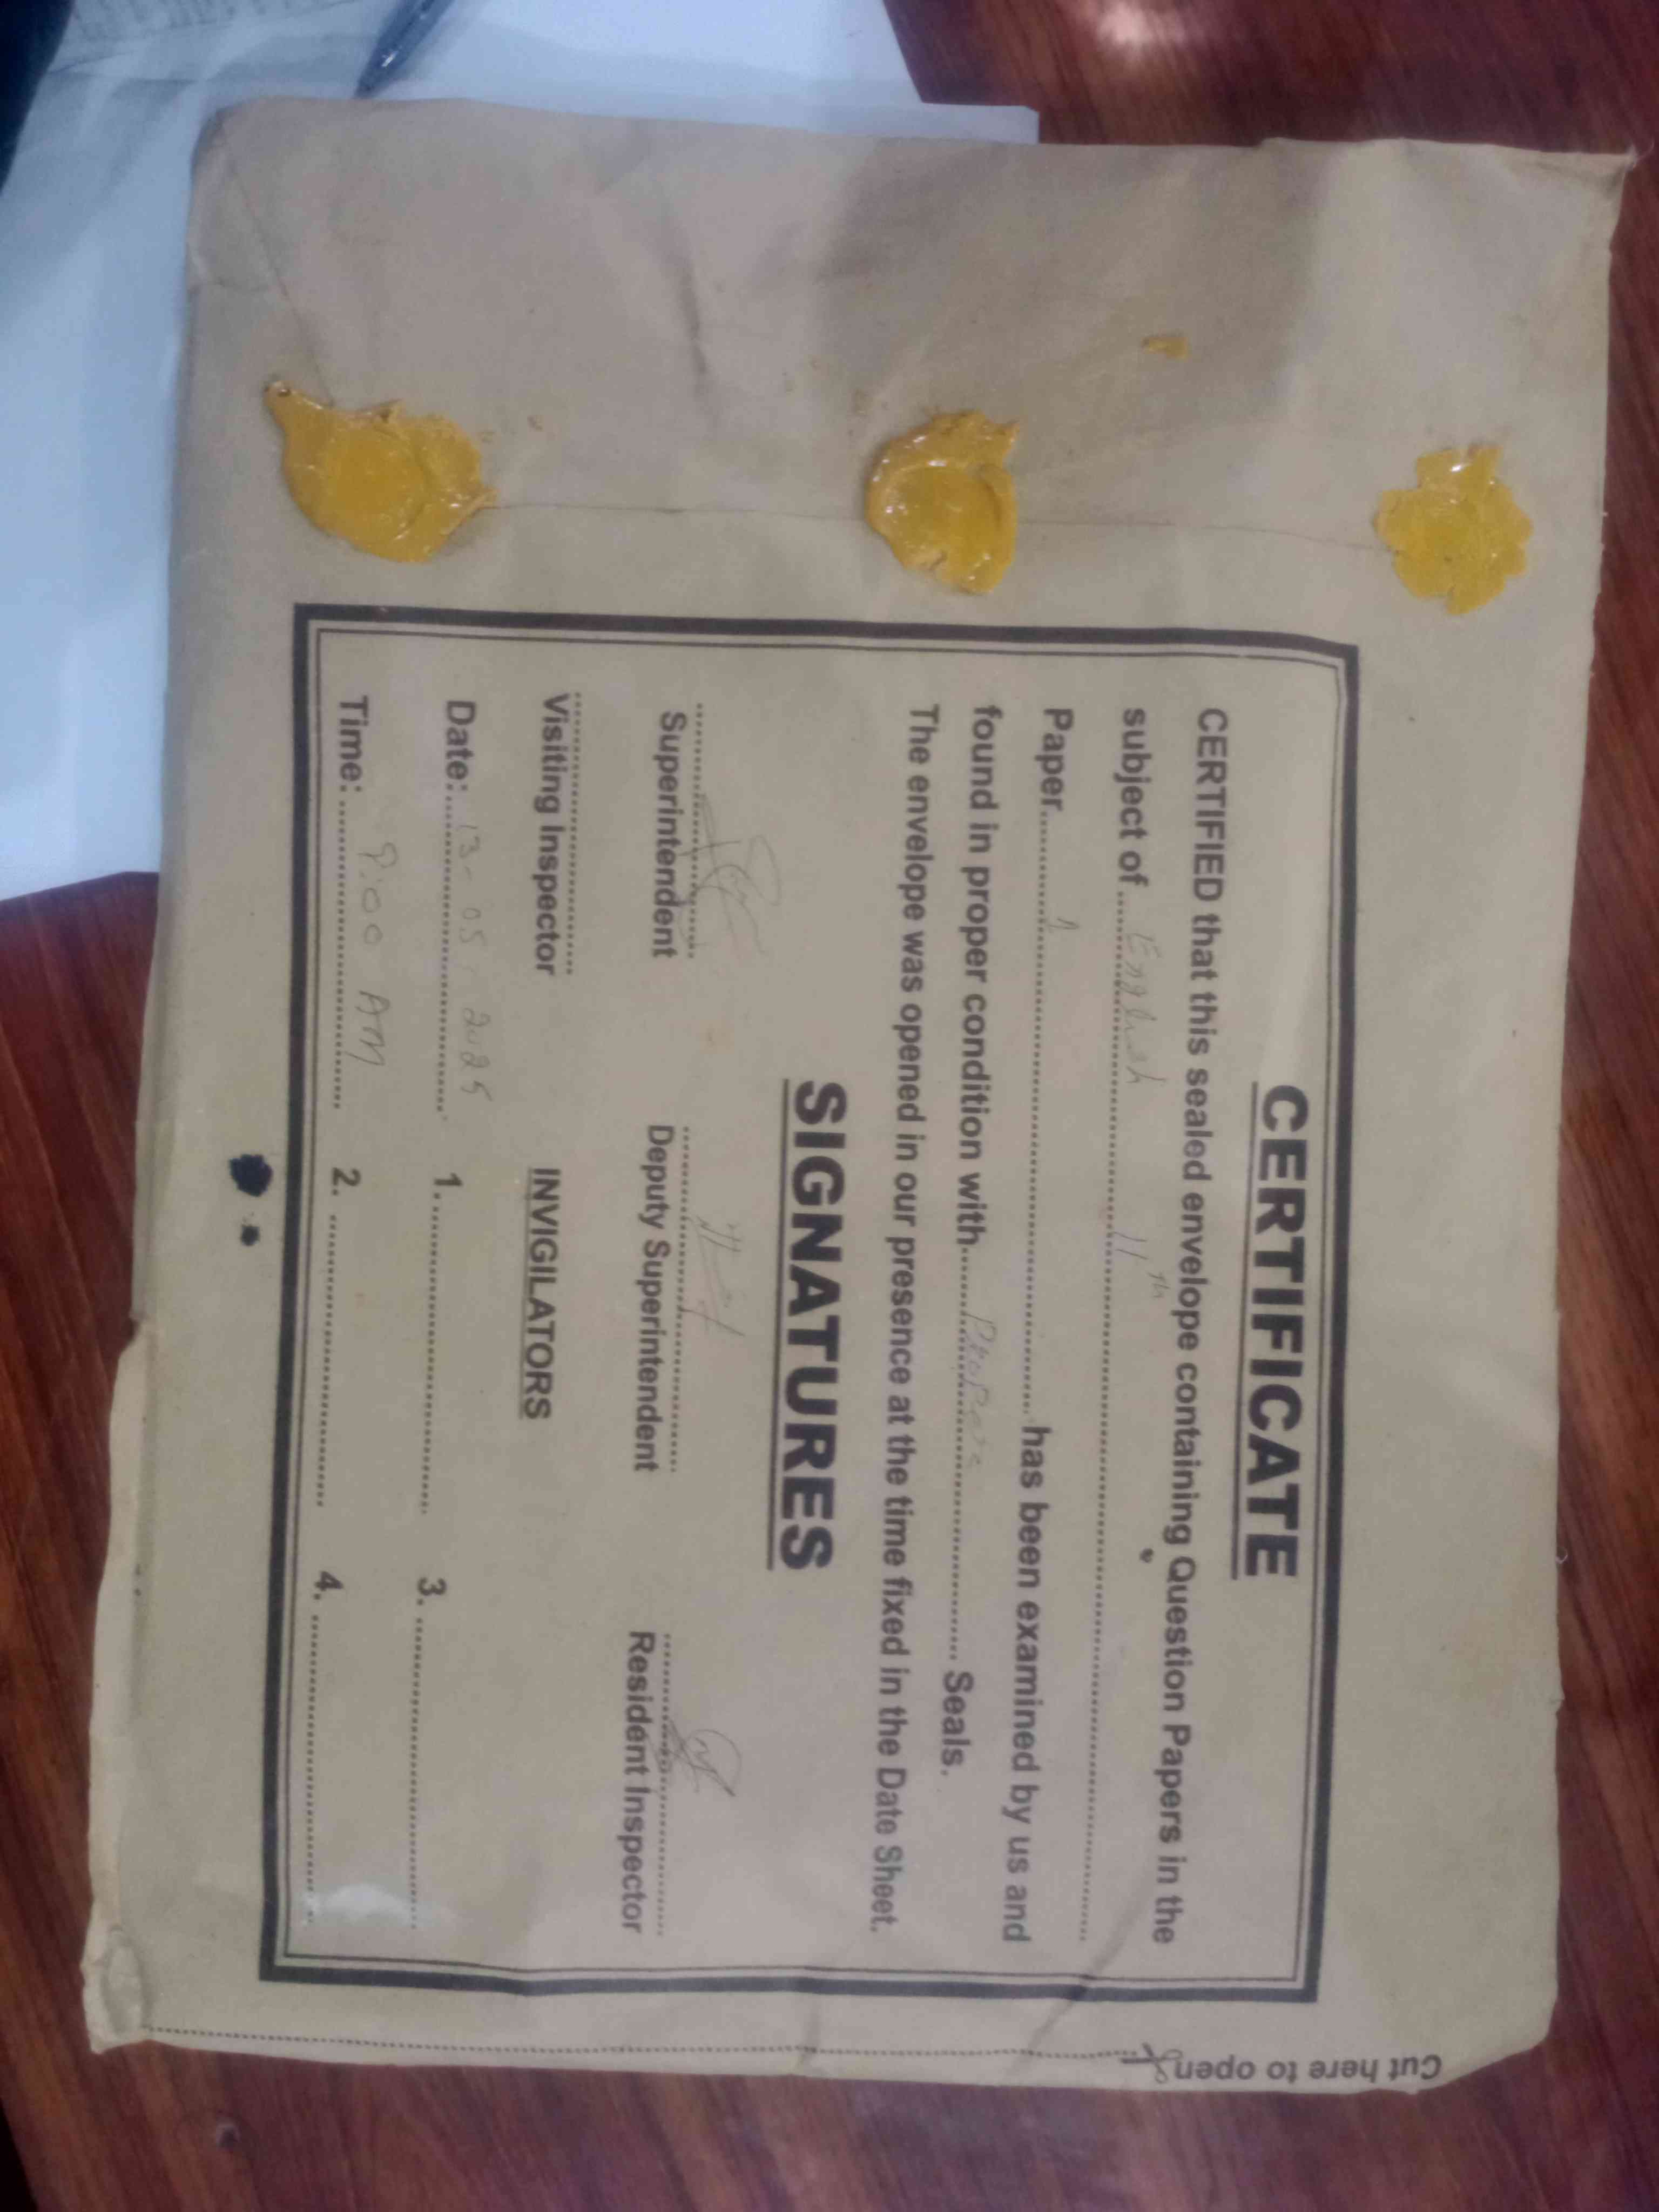 CERTIFICATE
CERTIFIED that this sealed envelope containing Question Papers in the
subject of English 11th
Paper has been examined by us and
found in proper condition with Proper Seals.
The envelope was opened in our presence at the time fixed in the Date Sheet.
SIGNATURES
Superintendent Deputy Superintendent Resident Inspector
Visiting Inspector INVIGILATORS
Date: 13-05-2025 1. 3.
Time: 9:00 AM 2. 4.
Cut here to open